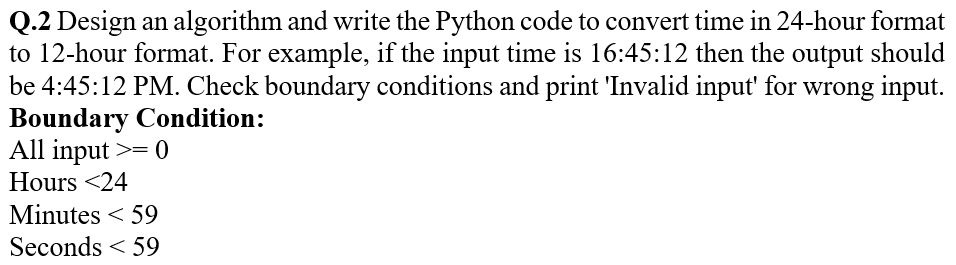 Q.2 Design an algorithm and write the Python code to convert time in 24-hour format
to 12-hour format. For example, if the input time is 16:45:12 then the output should
be 4:45:12 PM. Check boundary conditions and print 'Invalid input' for wrong input.
Boundary Condition:
All input >= 0
Hours <24
Minutes < 59
Seconds < 59